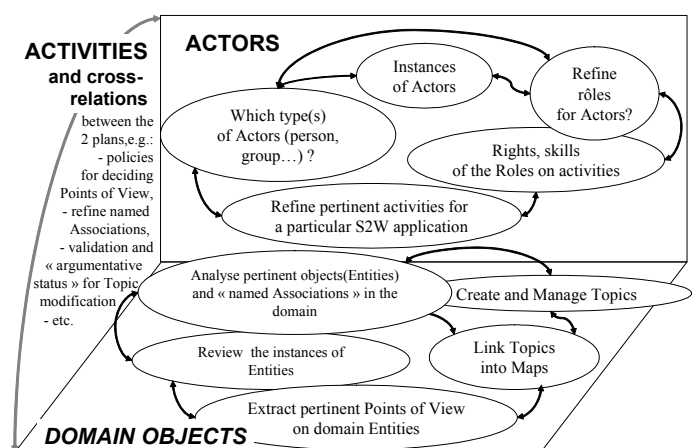 ACTIVITIES
and cross-
relations
between the
2 plans,e.g.:
- policies
for deciding
Points of View,
- refine named
Associations,
- validation and
« argumentative
status » for Topic
modification
- etc.
ACTORS
Instances
of Actors
Refine
rôles
for Actors?
Which type(s)
of Actors (person,
group…) ?
Rights, skills
of the Roles on activities
Refine pertinent activities for
a particular S2W application
Analyse pertinent objects(Entities)
and « named Associations » in the
domain
Create and Manage Topics
Review the instances of
Entities
Link Topics
into Maps
Extract pertinent Points of View
on domain Entities
DOMAIN OBJECTS